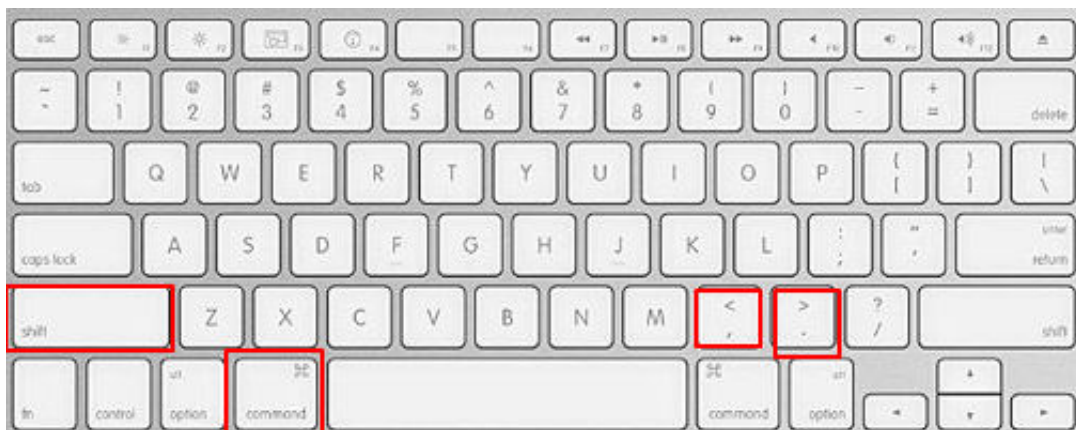 esc F1 F2 F3 F4 F5 F6 F7 F8 F9 F10 F11 F12
~ ! @ # $ % ^ & * ( ) _ +
` 1 2 3 4 5 6 7 8 9 0 - = delete
tab Q W E R T Y U I O P { [ } ] | \
caps lock A S D F G H J K L : ; " ' enter return
shift Z X C V B N M < , > . ? / shift
fn control alt option ⌘ command ⌘ command alt option